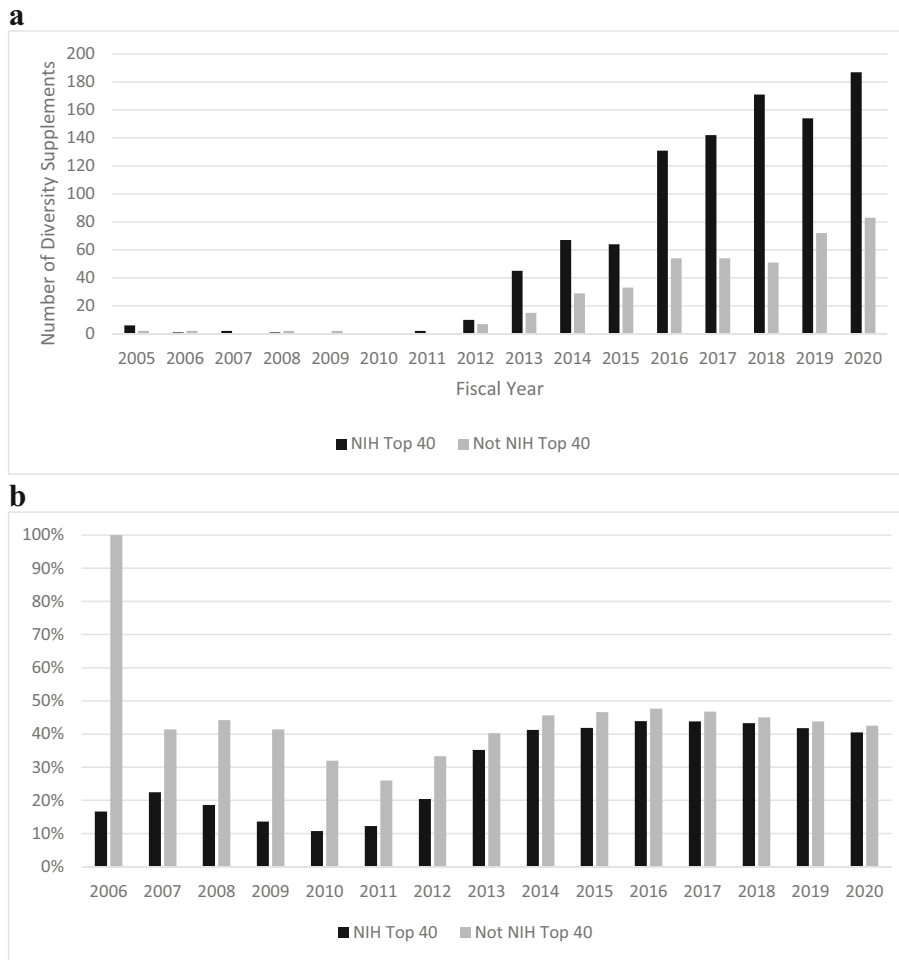 a
200
180
160
140
120
100
80
60
40
20
0
Number of Diversity Supplements
2005 2006 2007 2008 2009 2010 2011 2012 2013 2014 2015 2016 2017 2018 2019 2020
Fiscal Year
NIH Top 40 Not NIH Top 40
b
100%
90%
80%
70%
60%
50%
40%
30%
20%
10%
0%
2006 2007 2008 2009 2010 2011 2012 2013 2014 2015 2016 2017 2018 2019 2020
NIH Top 40 Not NIH Top 40